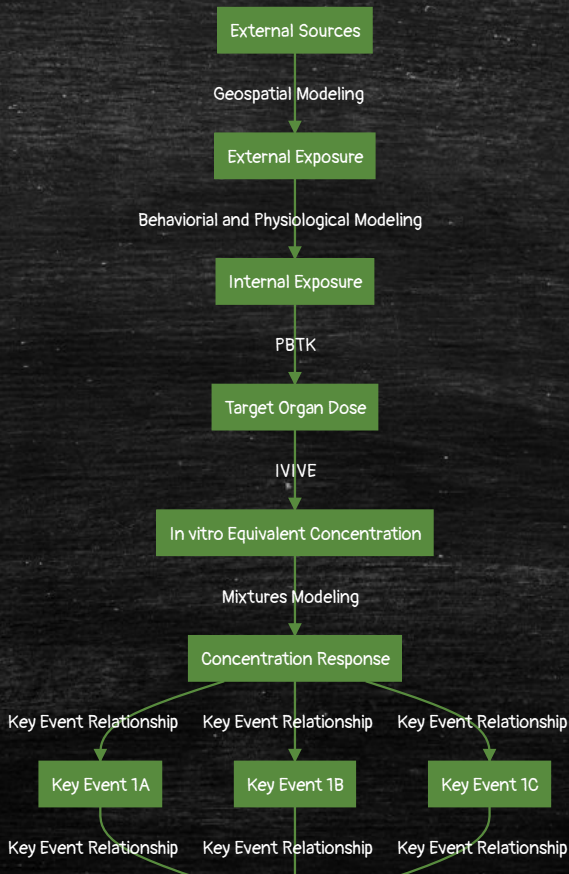 External Sources
Geospatial Modeling
External Exposure
Behaviorial and Physiological Modeling
Internal Exposure
PBTK
Target Organ Dose
IVIVE
In vitro Equivalent Concentration
Mixtures Modeling
Concentration Response
Key Event Relationship Key Event Relationship Key Event Relationship
Key Event 1A Key Event 1B Key Event 1C
Key Event Relationship Key Event Relationship Key Event Relationship